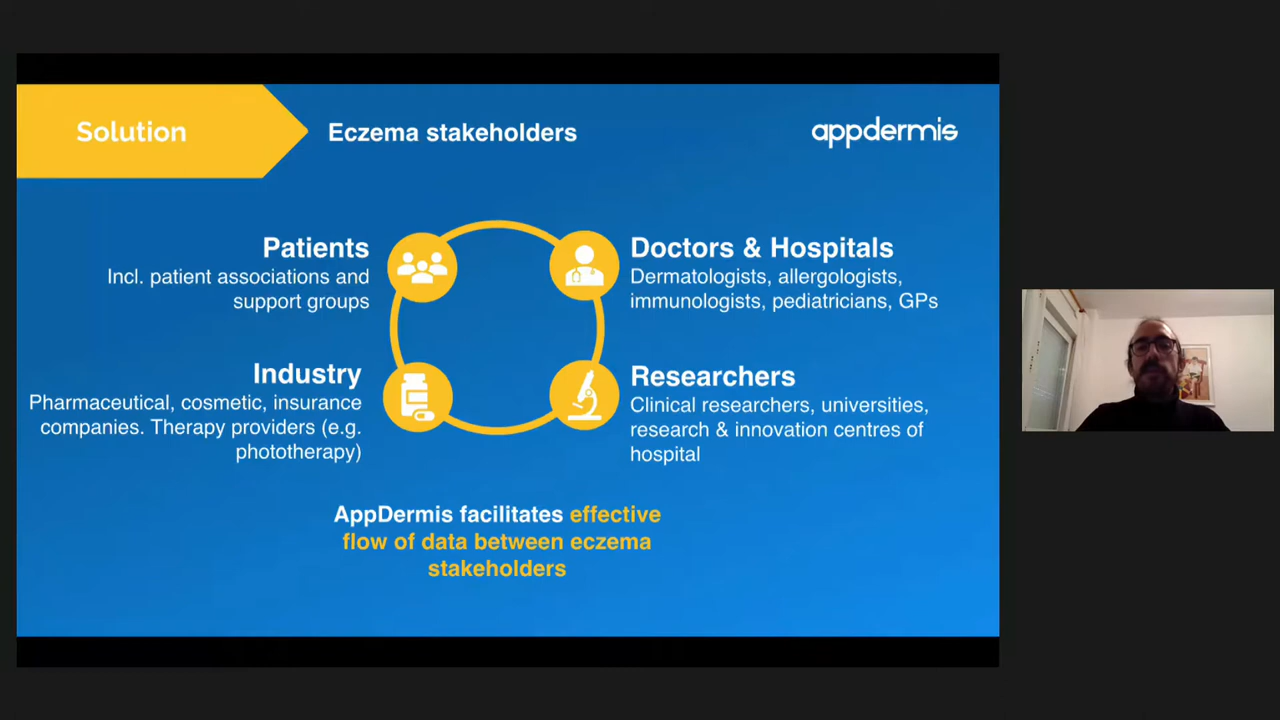 Solution
Eczema stakeholders
appdermis
Patients
Incl. patient associations and
support groups
Doctors & Hospitals
Dermatologists, allergologists,
immunologists, pediatricians, GPs
Industry
Pharmaceutical, cosmetic, insurance
companies. Therapy providers (e.g.
phototherapy)
Researchers
Clinical researchers, universities,
research & innovation centres of
hospital
AppDermis facilitates effective
flow of data between eczema
stakeholders